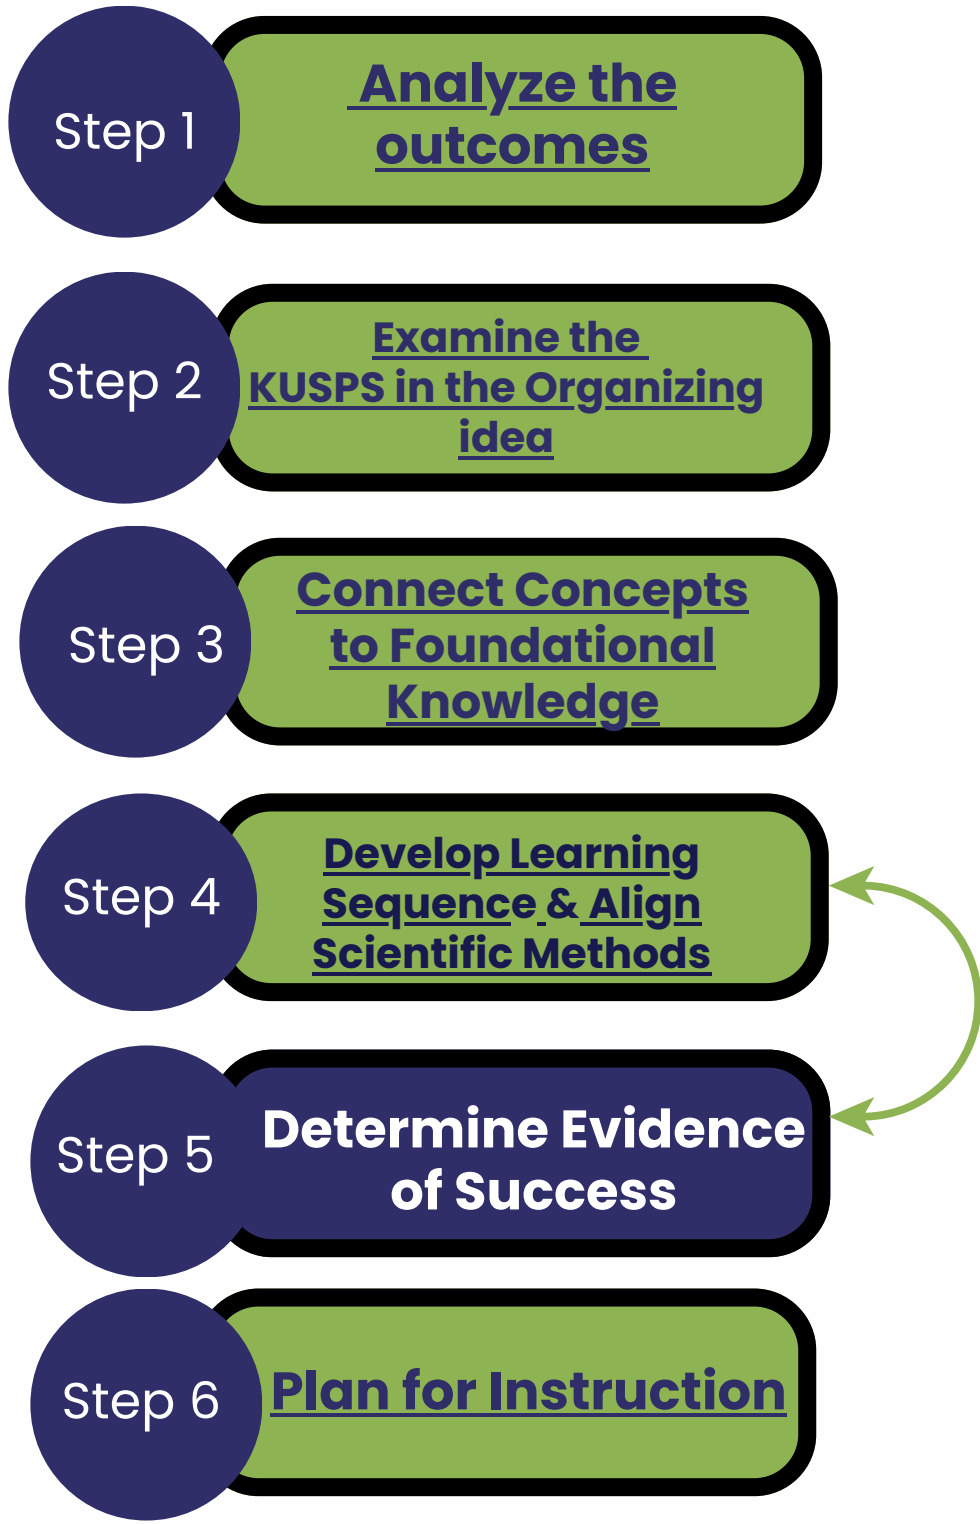 Step 1
Analyze the
outcomes
Step 2
Examine the
KUSPS in the Organizing
idea
Step 3
Connect Concepts
to Foundational
Knowledge
Step 4
Develop Learning
Sequence & Align
Scientific Methods
Step 5
Determine Evidence
of Success
Step 6
Plan for Instruction